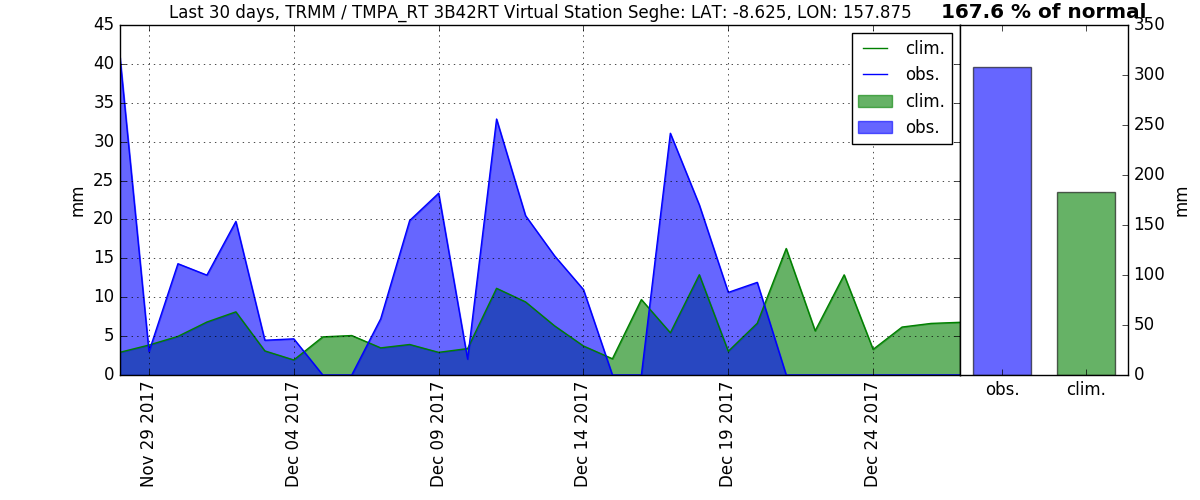 Last 30 days, TRMM / TMPA_RT 3B42RT Virtual Station Seghe: LAT: -8.625, LON: 157.875
167.6 % of normal
45
40
35
30
25
20
15
10
5
0
mm
clim.
obs.
clim.
obs.
Nov 29 2017
Dec 04 2017
Dec 09 2017
Dec 14 2017
Dec 19 2017
Dec 24 2017
350
300
250
200
150
100
50
0
mm
obs.
clim.